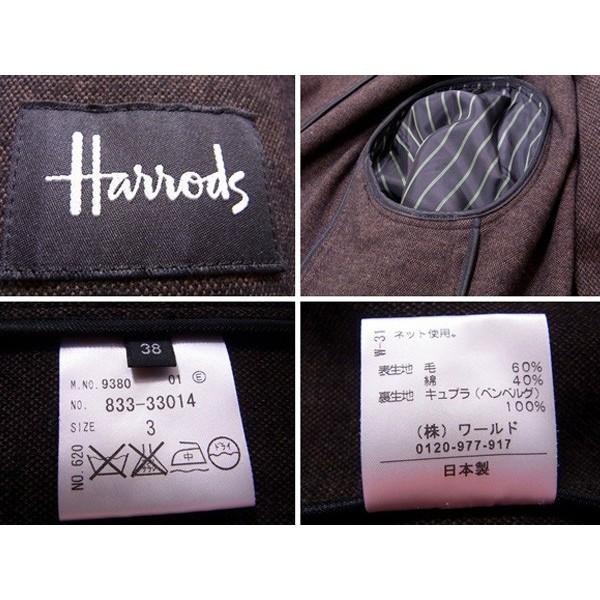 Harrods
38
M.NO. 9380 01 Ⓔ
NO. 833-33014
SIZE 3
NO.620
中
ドライ
W-31
ネット使用。
表生地 毛 60%
綿 40%
裏生地 キュプラ(ベンベルグ)
100%
(株) ワールド
0120-977-917
日本製